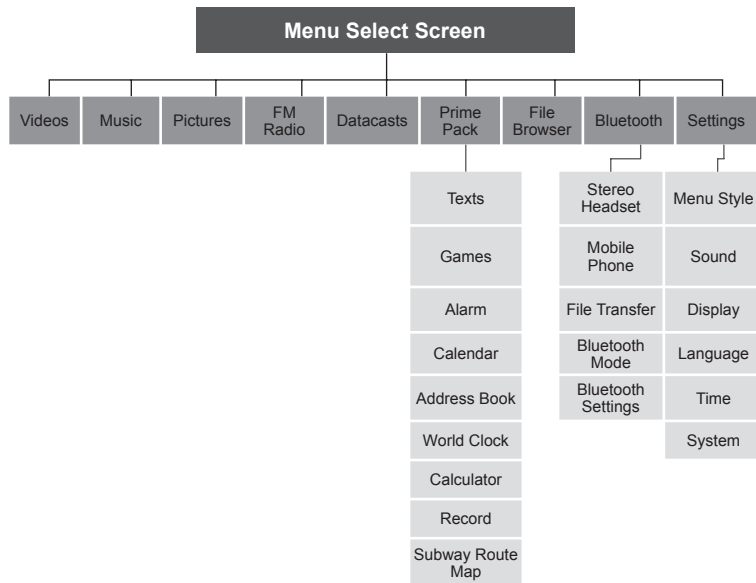 Menu Select Screen
Videos
Music
Pictures
FM
Radio
Datacasts
Prime
Pack
File
Browser
Bluetooth
Settings
Texts
Games
Alarm
Calendar
Address Book
World Clock
Calculator
Record
Subway Route
Map
Stereo
Headset
Mobile
Phone
File Transfer
Bluetooth
Mode
Bluetooth
Settings
Menu Style
Sound
Display
Language
Time
System